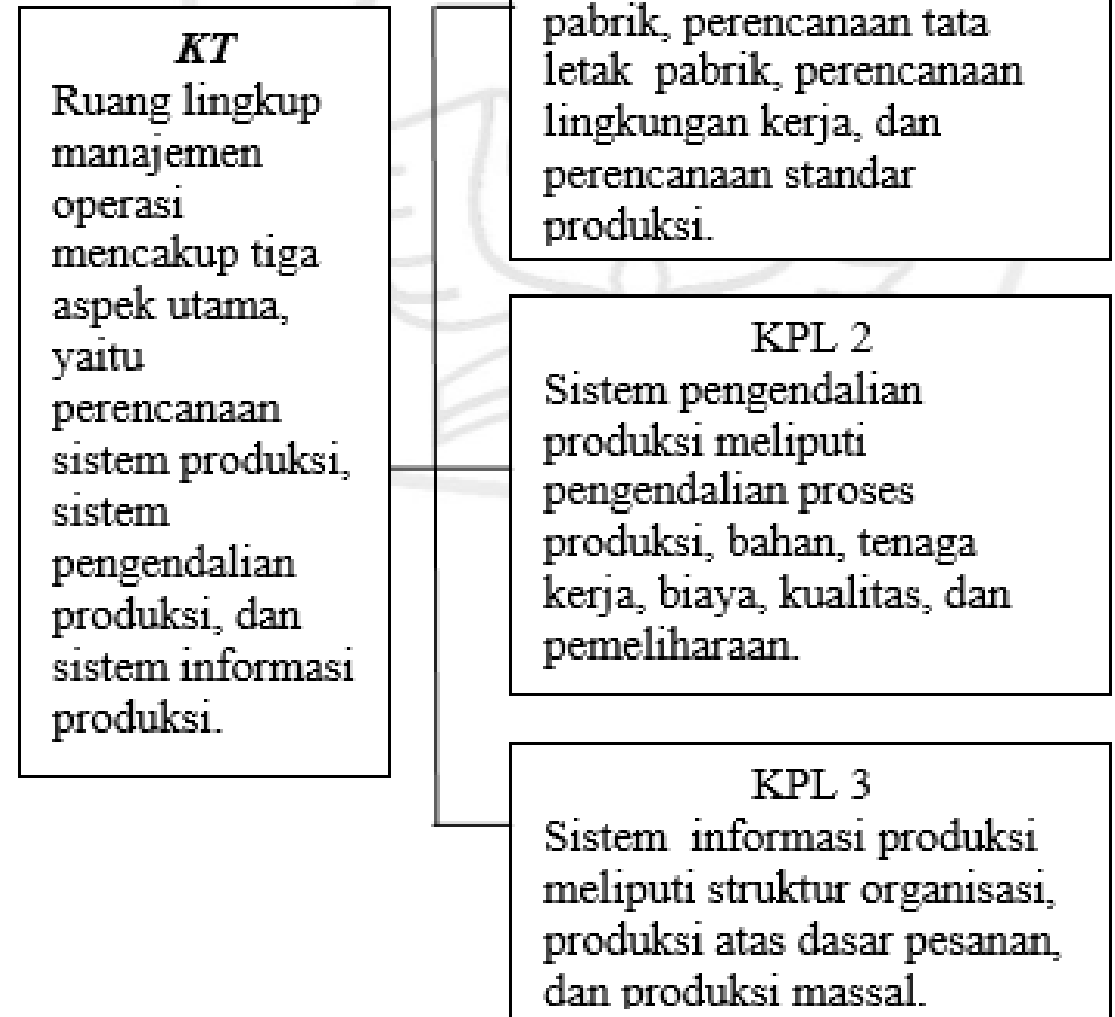 KT
Ruang lingkup
manajemen
operasi
mencakup tiga
aspek utama,
yaitu
perencanaan
sistem produksi,
sistem
pengendalian
produksi, dan
sistem informasi
produksi.
pabrik, perencanaan tata
letak  pabrik, perencanaan
lingkungan kerja, dan
perencanaan standar
produksi.
KPL 2
Sistem pengendalian
produksi meliputi
pengendalian proses
produksi, bahan, tenaga
kerja, biaya, kualitas, dan
pemeliharaan.
KPL 3
Sistem  informasi produksi
meliputi struktur organisasi,
produksi atas dasar pesanan,
dan produksi massal.